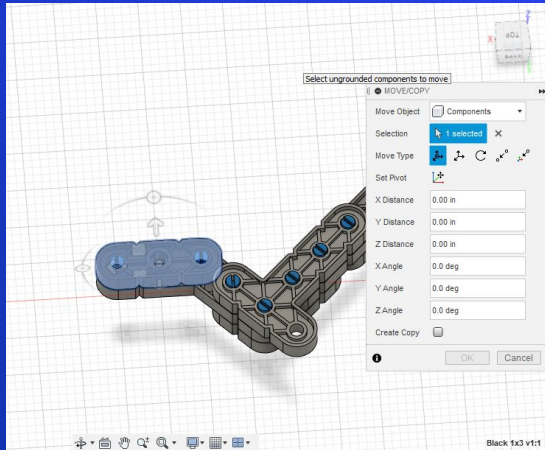 Z
X
TOP
BACK
Select ungrounded components to move
MOVE/COPY
Move Object Components
Selection 1 selected
Move Type
Set Pivot
X Distance 0.00 in
Y Distance 0.00 in
Z Distance 0.00 in
X Angle 0.0 deg
Y Angle 0.0 deg
Z Angle 0.0 deg
Create Copy
OK Cancel
Black 1x3 v1:1